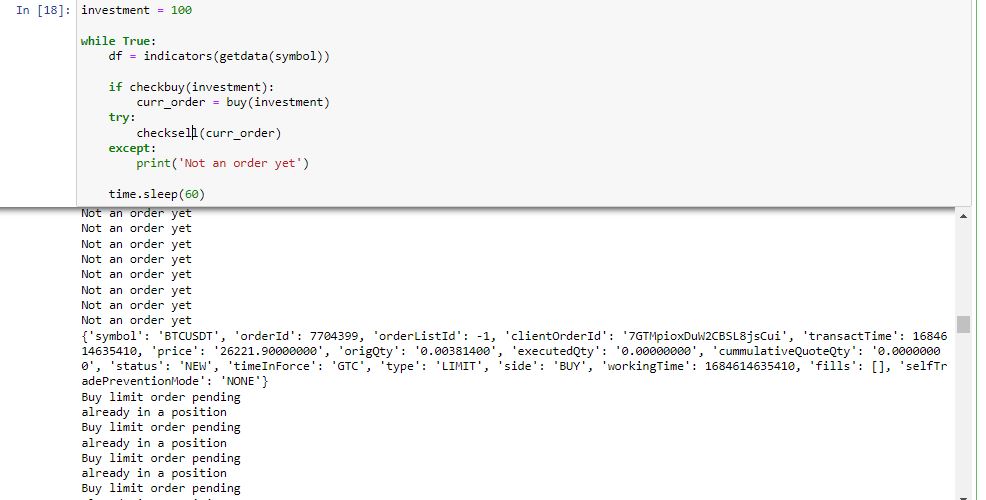 In [18]: investment = 100
while True:
df = indicators(getdata(symbol))
if checkbuy(investment):
curr_order = buy(investment)
try:
checksell(curr_order)
except:
print('Not an order yet')
time.sleep(60)
Not an order yet
Not an order yet
Not an order yet
Not an order yet
Not an order yet
Not an order yet
Not an order yet
Not an order yet
{'symbol': 'BTCUSDT', 'orderId': 7704399, 'orderListId': -1, 'clientOrderId': '7GTMpioxDuW2CBSL8jsCui', 'transactTime': 16846
14635410, 'price': '26221.90000000', 'origQty': '0.00381400', 'executedQty': '0.00000000', 'cummulativeQuoteQty': '0.0000000
0', 'status': 'NEW', 'timeInForce': 'GTC', 'type': 'LIMIT', 'side': 'BUY', 'workingTime': 1684614635410, 'fills': [], 'selfTr
adePreventionMode': 'NONE'}
Buy limit order pending
already in a position
Buy limit order pending
already in a position
Buy limit order pending
already in a position
Buy limit order pending